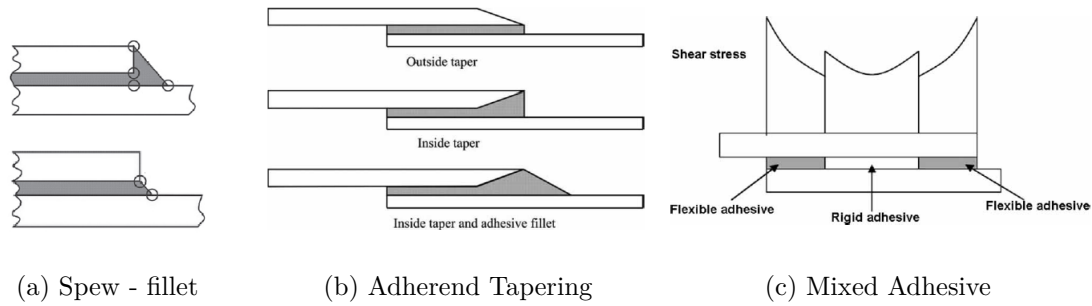 Outside taper
Inside taper
Inside taper and adhesive fillet
Shear stress
Flexible adhesive
Rigid adhesive
Flexible adhesive
(a) Spew - fillet
(b) Adherend Tapering
(c) Mixed Adhesive